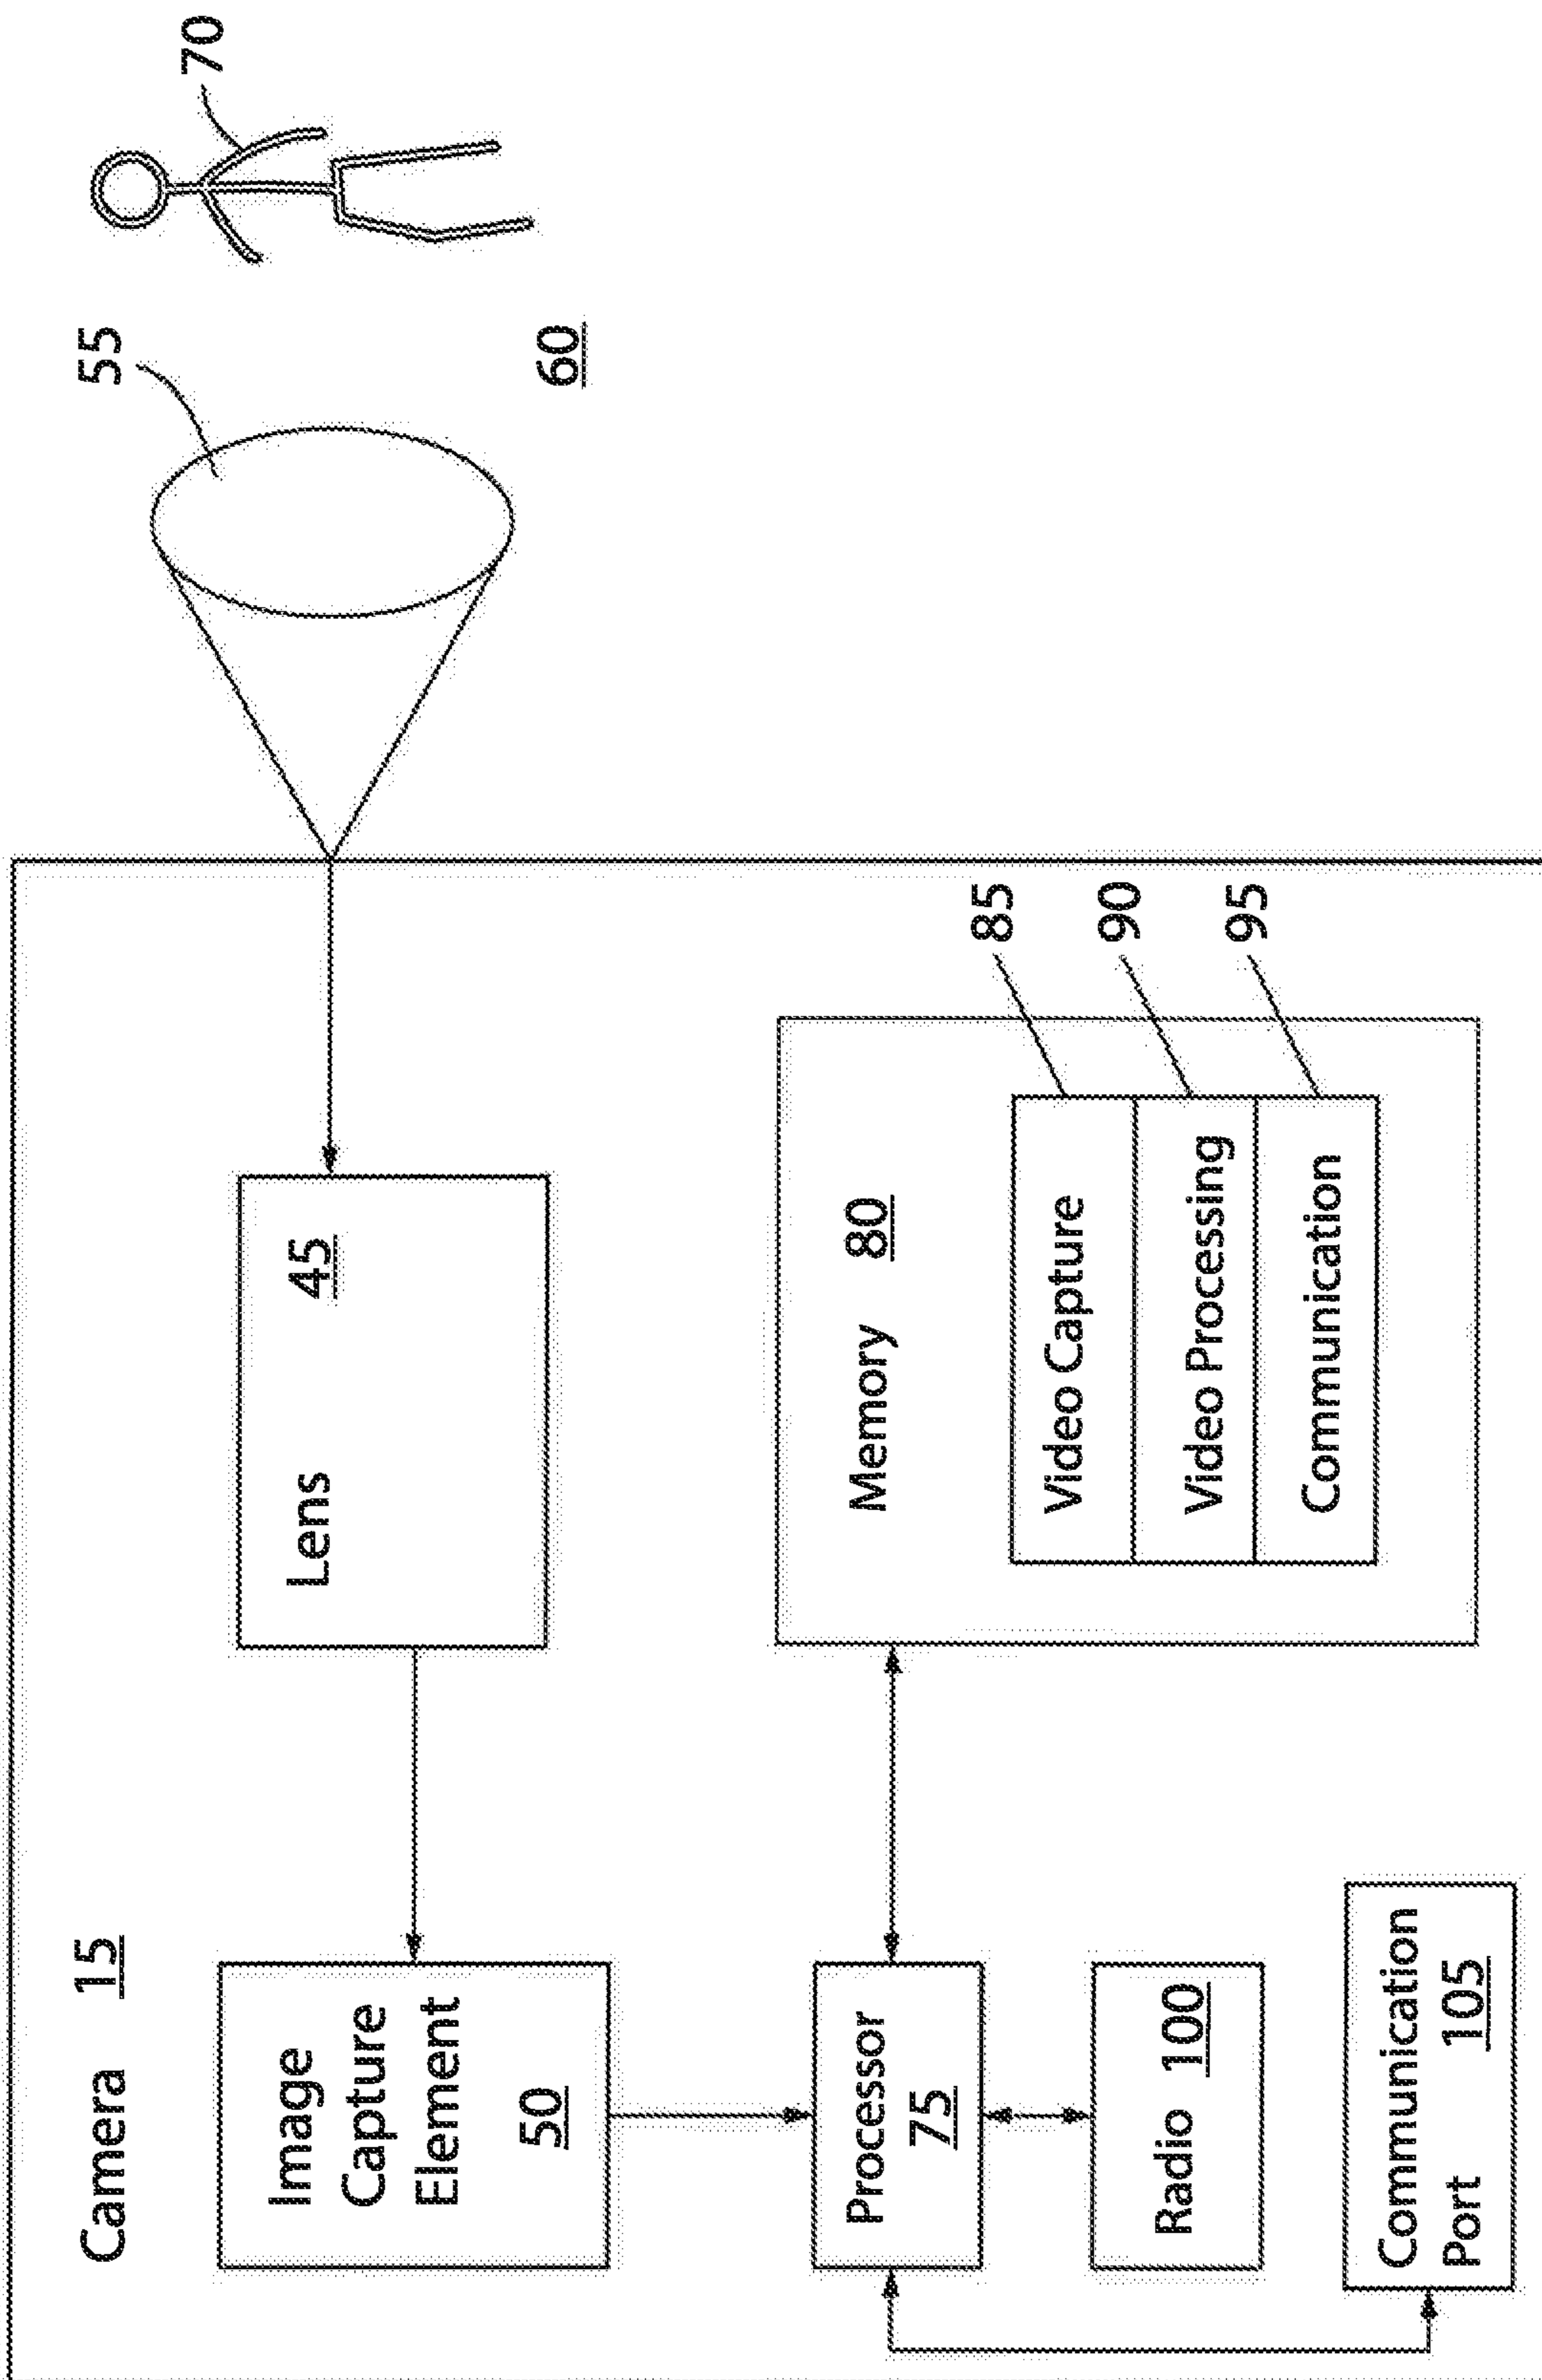 Camera 15
Image
Capture
Element
50
Lens 45
55
70
60
Processor
75
Memory 80
Video Capture
Video Processing
Communication
85
90
95
Radio 100
Communication
Port 105